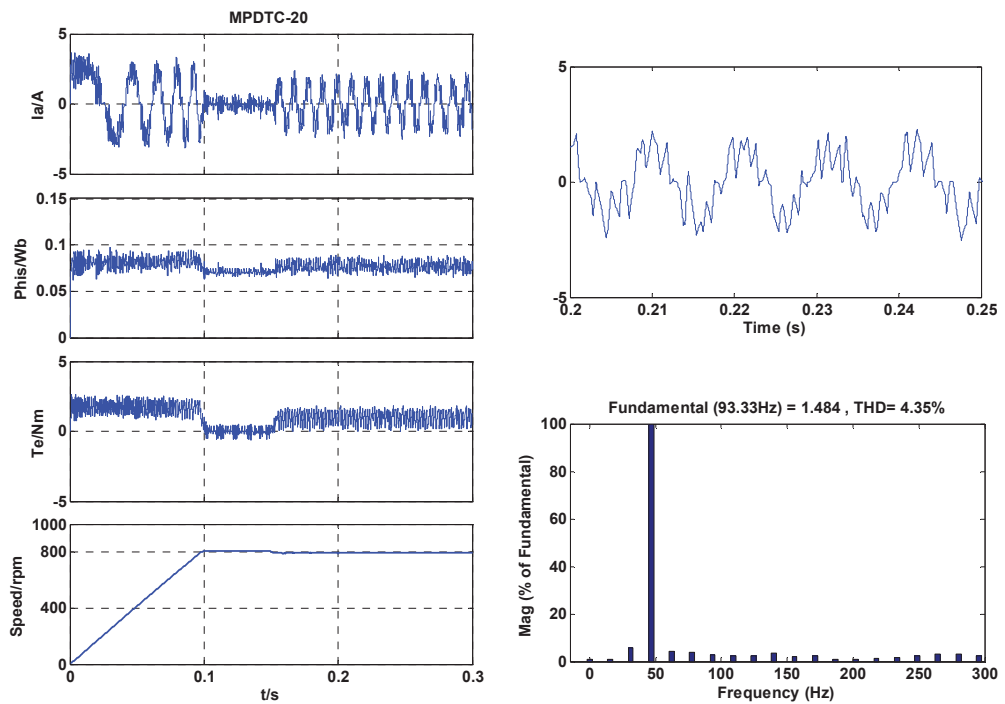 MPDTC-20
5
0
-5
Ia/A
0.15
0.1
0.05
0
Phis/Wb
5
0
-5
Te/Nm
1000
800
400
0
Speed/rpm
0 0.1 0.2 0.3
t/s
5
0
-5
0.2 0.21 0.22 0.23 0.24 0.25
Time (s)
Fundamental (93.33Hz) = 1.484 , THD= 4.35%
100
80
60
40
20
0
Mag (% of Fundamental)
0 50 100 150 200 250 300
Frequency (Hz)